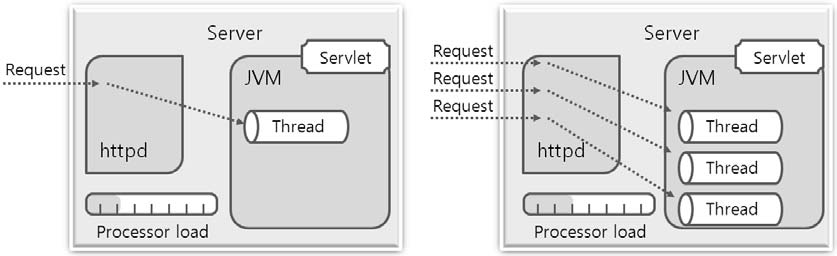 Server
Servlet
Request
JVM
Thread
httpd
Processor load
Server
Request
Servlet
Request
JVM
Request
Thread
httpd
Thread
Thread
Processor load